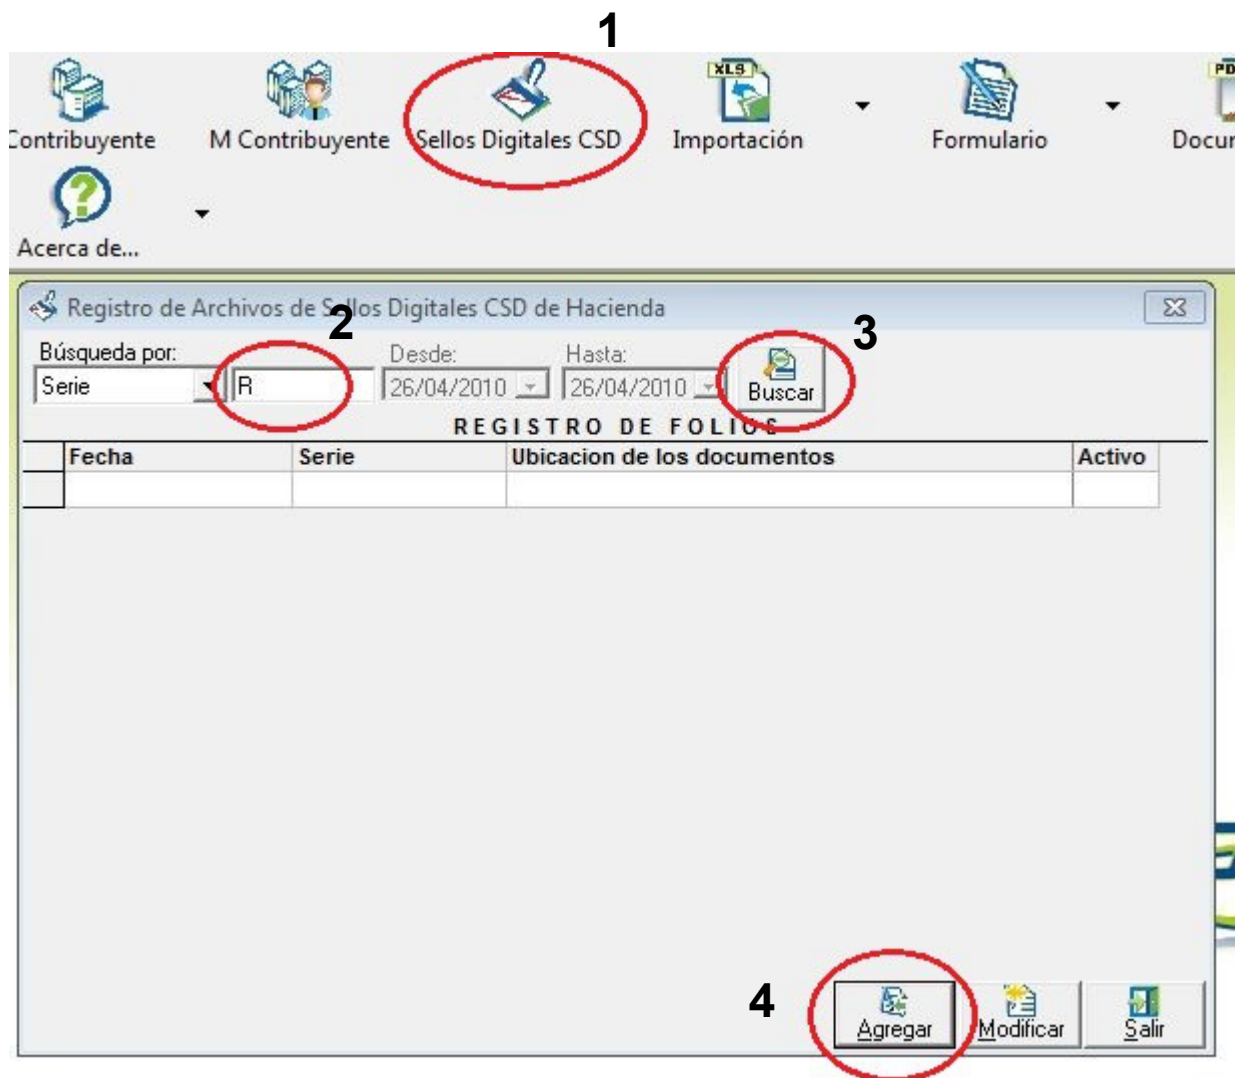 1
XLS
PD
Contribuyente M Contribuyente Sellos Digitales CSD Importación Formulario Docur
Acerca de...
Registro de Archivos de Sellos Digitales CSD de Hacienda
2 3
Búsqueda por: Desde: Hasta:
Serie R 26/04/2010 26/04/2010 Buscar
REGISTRO DE FOLIOS
Fecha Serie Ubicacion de los documentos Activo
4
Agregar Modificar Salir